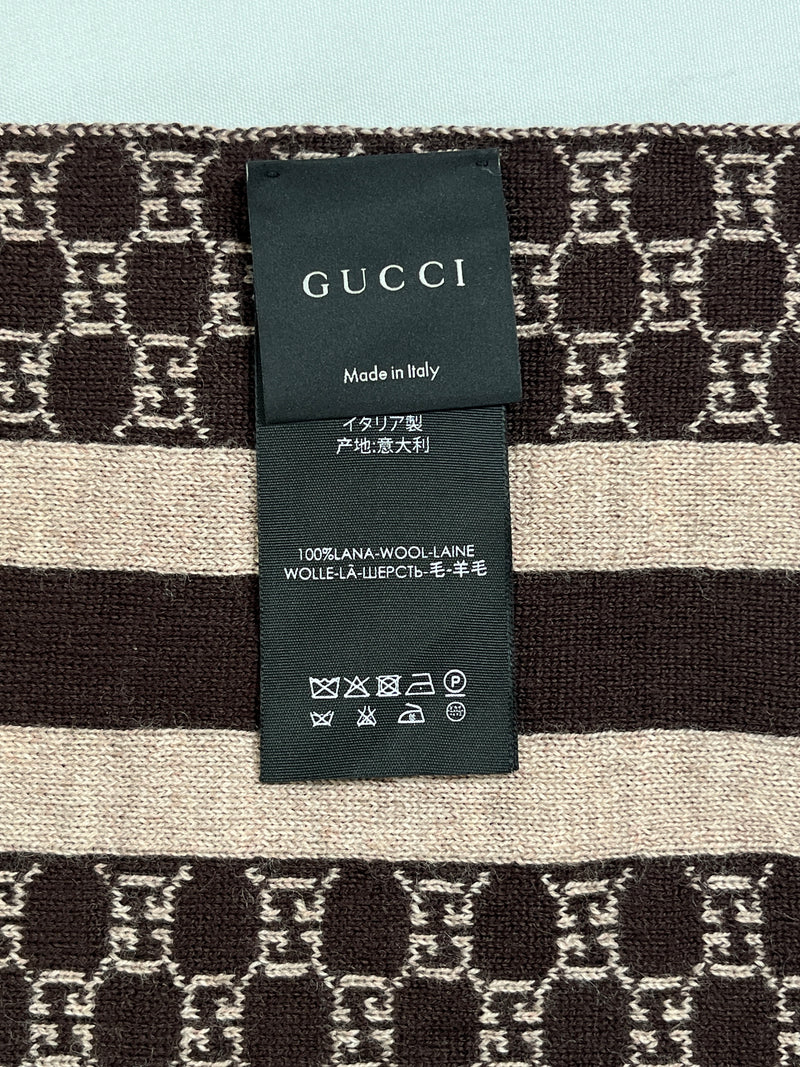 GUCCI
Made in Italy
イタリア製
产地:意大利
100%LANA-WOOL-LAINE
WOLLE-LÃ-ШЕРСТЬ-毛-羊毛
P